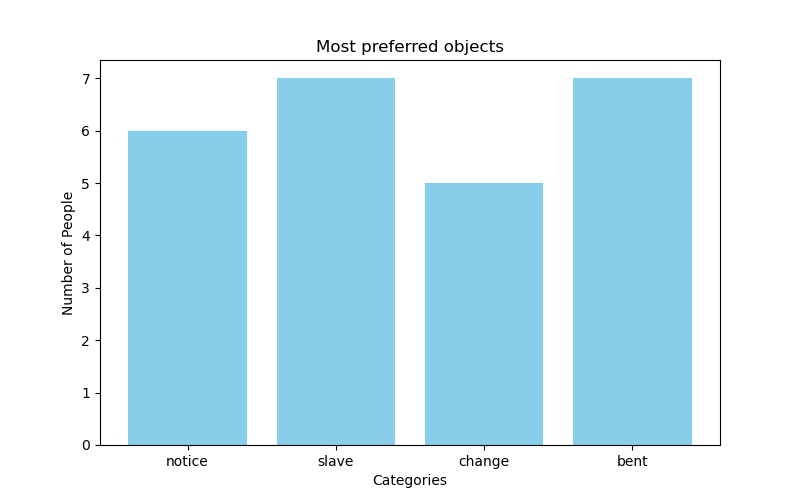 Most preferred objects
Number of People
7
6
5
4
3
2
1
0
notice slave change bent
Categories